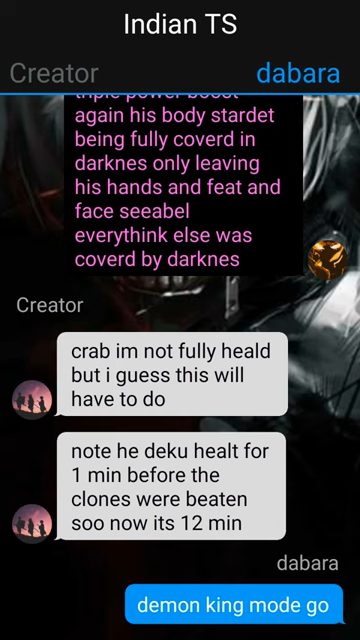 Indian TS
Creator
dabara
triple power boost
again his body stardet
being fully coverd in
darknes only leaving
his hands and feat and
face seeabel
everythink else was
coverd by darknes
Creator
crab im not fully heald
but i guess this will
have to do
note he deku healt for
1 min before the
clones were beaten
soo now its 12 min
dabara
demon king mode go